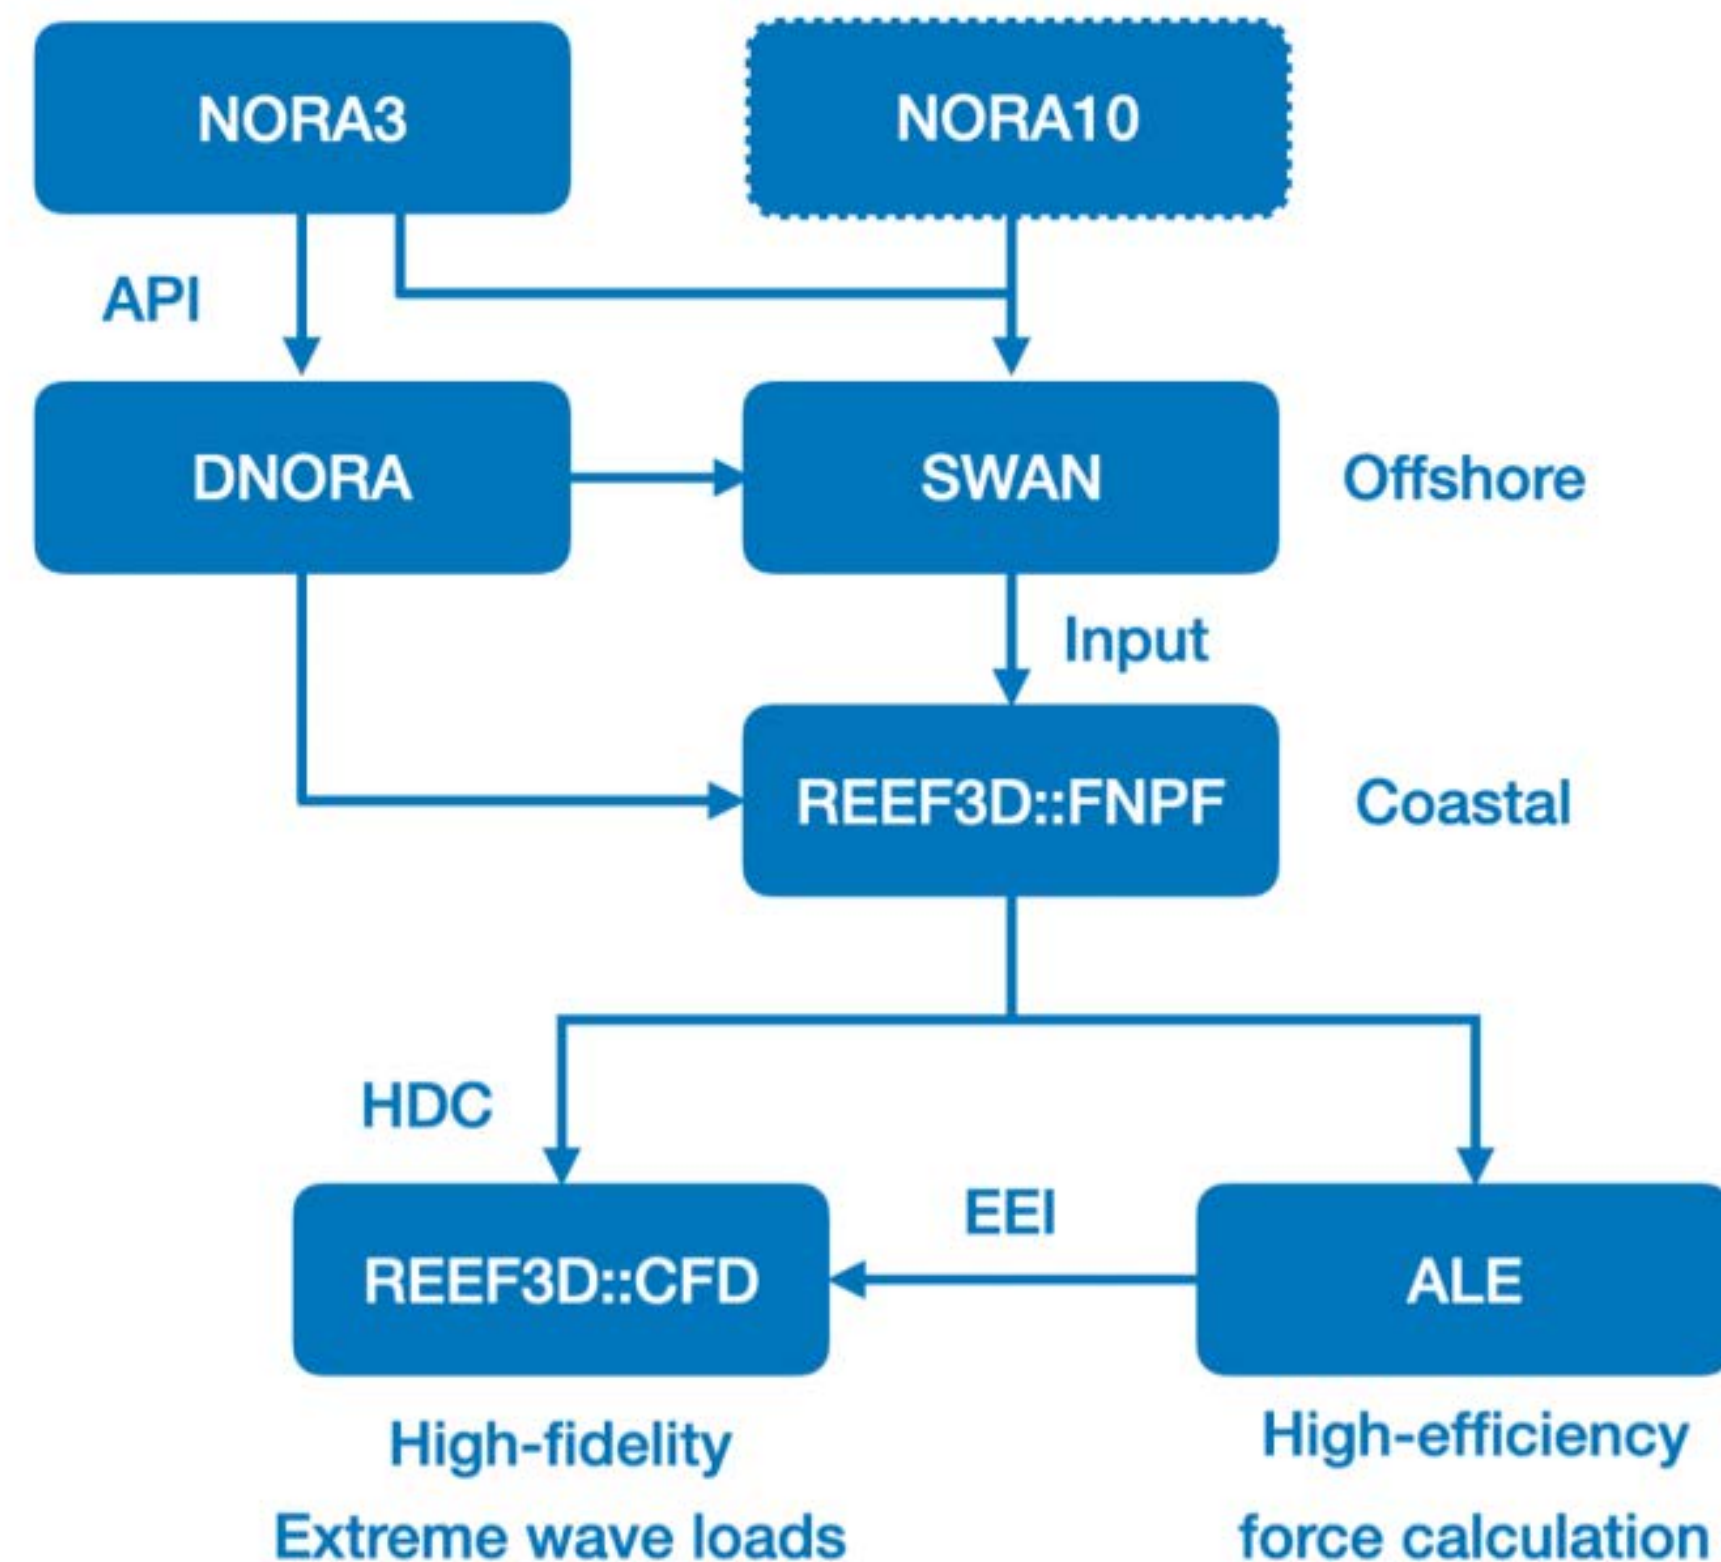 NORA3
NORA10
API
DNORA
SWAN
Offshore
Input
REEF3D::FNPF
Coastal
HDC
EEI
REEF3D::CFD
ALE
High-fidelity
Extreme wave loads
High-efficiency
force calculation